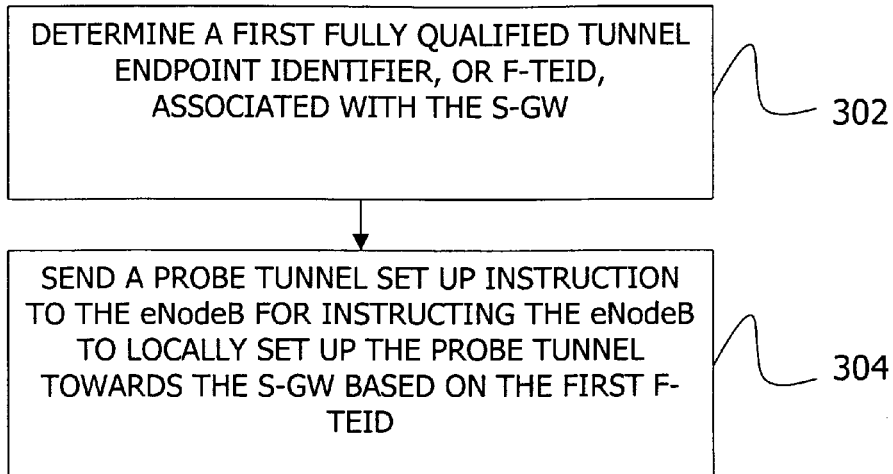 DETERMINE A FIRST FULLY QUALIFIED TUNNEL
ENDPOINT IDENTIFIER, OR F-TEID,
ASSOCIATED WITH THE S-GW
302
SEND A PROBE TUNNEL SET UP INSTRUCTION
TO THE eNodeB FOR INSTRUCTING THE eNodeB
TO LOCALLY SET UP THE PROBE TUNNEL
TOWARDS THE S-GW BASED ON THE FIRST F-
TEID
304